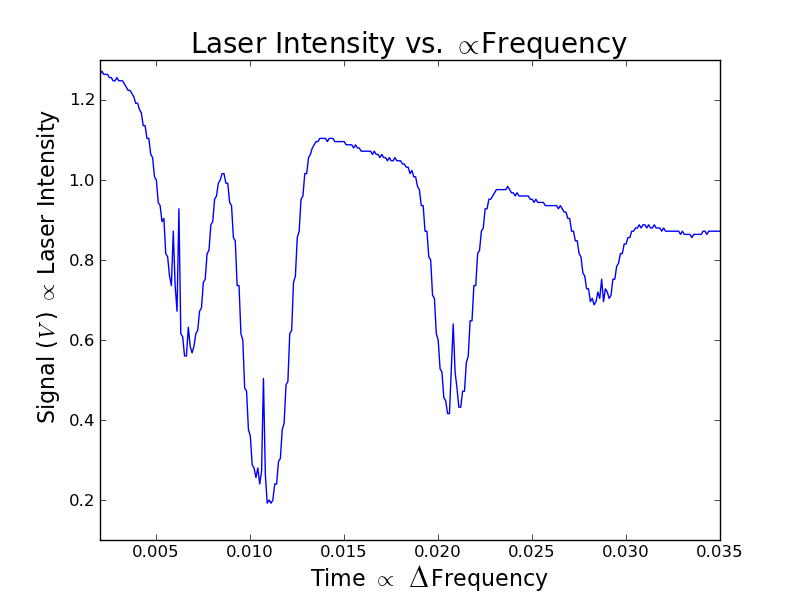 Laser Intensity vs. ∝Frequency
Signal (V) ∝ Laser Intensity
1.2
1.0
0.8
0.6
0.4
0.2
0.005 0.010 0.015 0.020 0.025 0.030 0.035
Time ∝ ΔFrequency